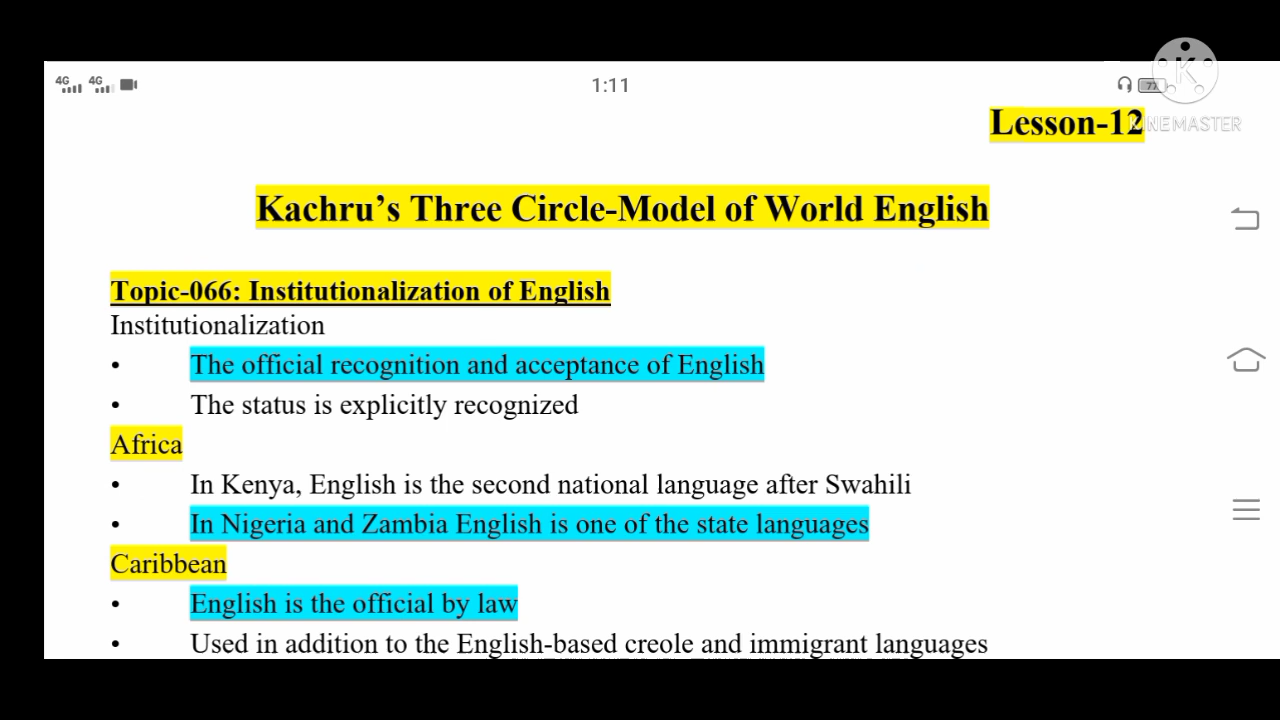 4G 4G 1:11 77
K
KINEMASTER
Lesson-12
Kachru’s Three Circle-Model of World English
Topic-066: Institutionalization of English
Institutionalization
• The official recognition and acceptance of English
• The status is explicitly recognized
Africa
• In Kenya, English is the second national language after Swahili
• In Nigeria and Zambia English is one of the state languages
Caribbean
• English is the official by law
• Used in addition to the English-based creole and immigrant languages